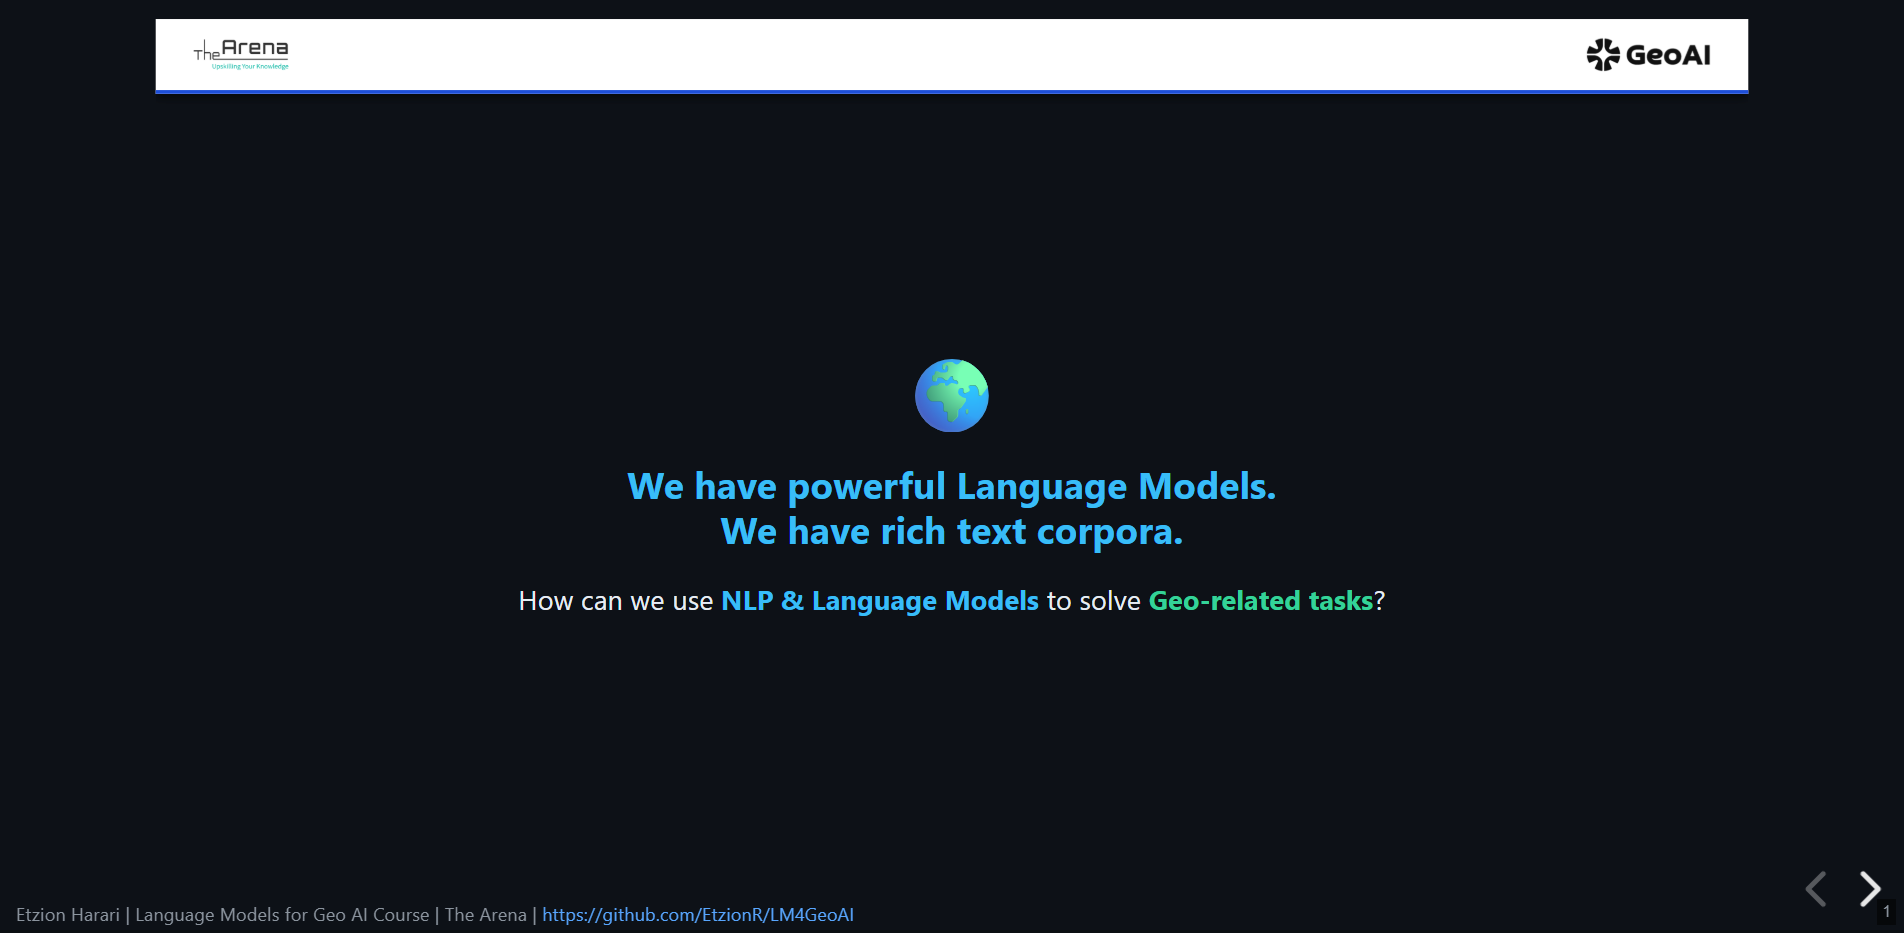 The Arena
Upskilling Your Knowledge
GeoAI
We have powerful Language Models.
We have rich text corpora.
How can we use NLP & Language Models to solve Geo-related tasks?
Etzion Harari | Language Models for Geo AI Course | The Arena | https://github.com/EtzionR/LM4GeoAI
1